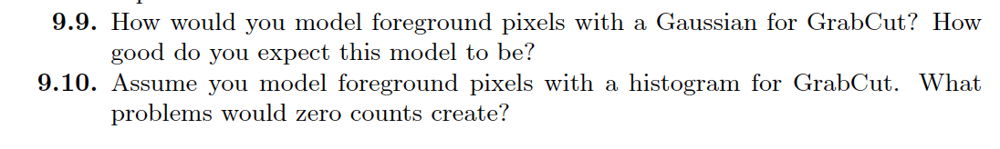 9.9. How would you model foreground pixels with a Gaussian for GrabCut? How
good do you expect this model to be?
9.10. Assume you model foreground pixels with a histogram for GrabCut. What
problems would zero counts create?